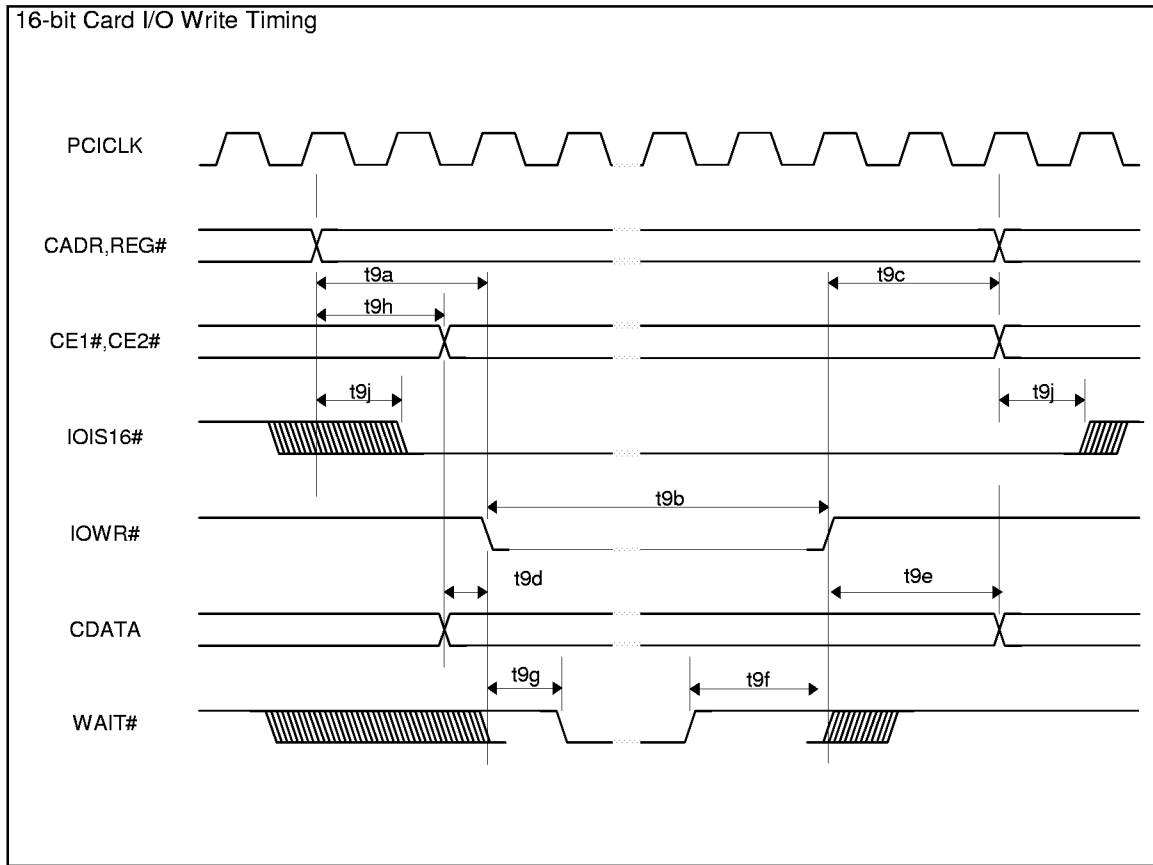 16-bit Card I/O Write Timing
PCICLK
CADR,REG#
t9a
t9c
t9h
CE1#,CE2#
t9j
t9j
IOIS16#
t9b
IOWR#
t9d
t9e
CDATA
t9g
t9f
WAIT#